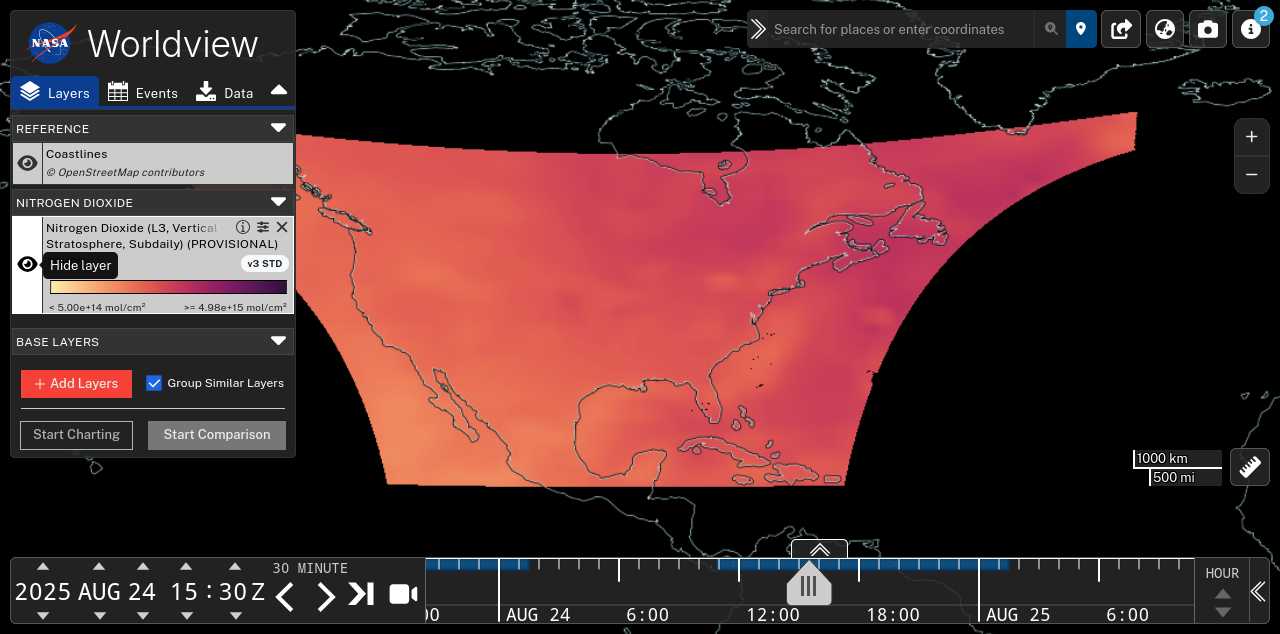 NASA
Worldview
Layers
Events
Data
REFERENCE
Coastlines
© OpenStreetMap contributors
NITROGEN DIOXIDE
Nitrogen Dioxide (L3, Vertical
Stratosphere, Subdaily) (PROVISIONAL)
Hide layer
v3 STD
< 5.00e+14 mol/cm²
>= 4.98e+15 mol/cm²
BASE LAYERS
+ Add Layers
Group Similar Layers
Start Charting
Start Comparison
Search for places or enter coordinates
2
+
−
1000 km
500 mi
2025 AUG 24 15 : 30 Z
30 MINUTE
00
AUG 24
6:00
12:00
18:00
AUG 25
6:00
HOUR